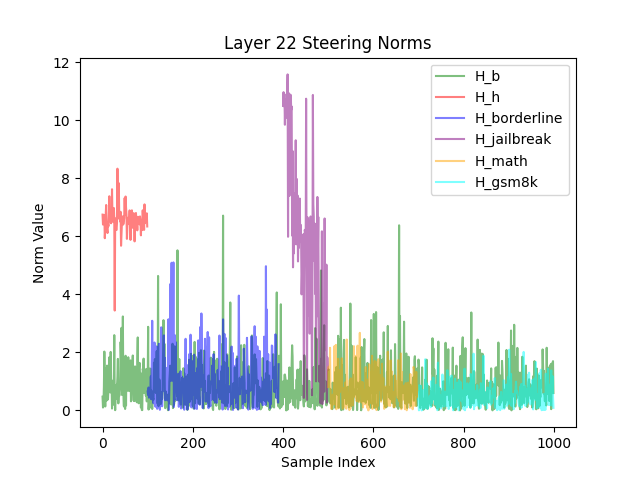 Layer 22 Steering Norms
12
10
8
6
4
2
0
Norm Value
0
200
400
600
800
1000
Sample Index
H_b
H_h
H_borderline
H_jailbreak
H_math
H_gsm8k